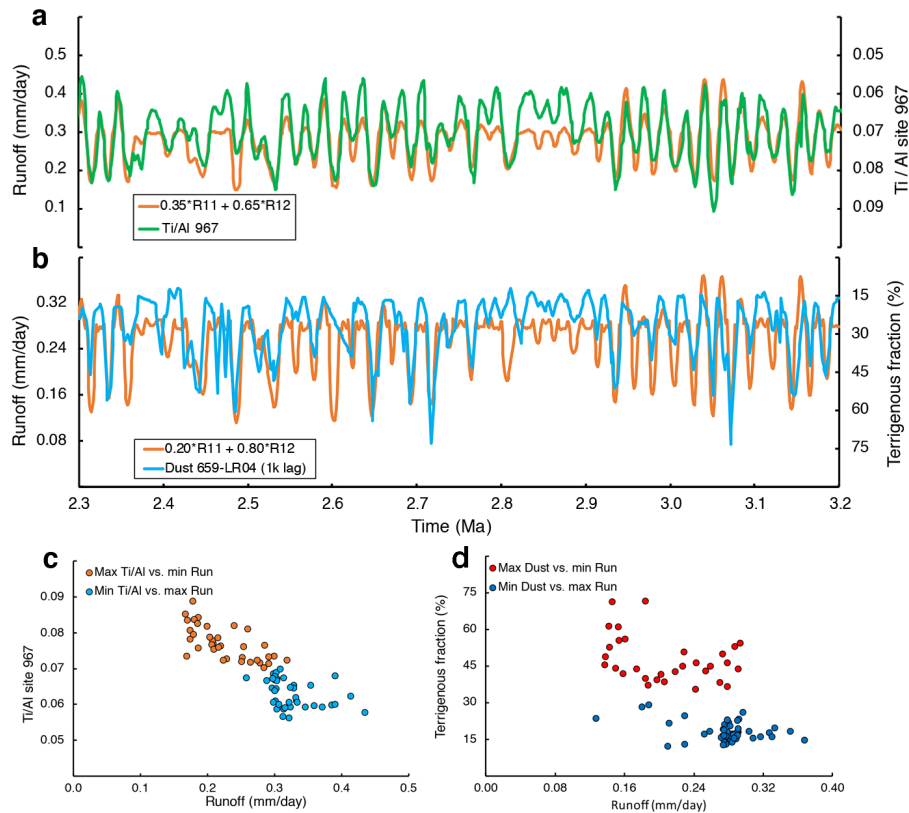 a
0.5
0.4
0.3
0.2
0.1
Runoff (mm/day)
0.05
0.06
0.07
0.08
0.09
Ti / Al site 967
0.35*R11 + 0.65*R12
Ti/Al 967
b
0.32
0.24
0.16
0.08
Runoff (mm/day)
15
30
45
60
75
Terrigenous fraction (%)
0.20*R11 + 0.80*R12
Dust 659-LR04 (1k lag)
2.3 2.4 2.5 2.6 2.7 2.8 2.9 3.0 3.1 3.2
Time (Ma)
c
Max Ti/Al vs. min Run
Min Ti/Al vs. max Run
0.09
0.08
0.07
0.06
0.05
Ti/Al site 967
0.0 0.1 0.2 0.3 0.4 0.5
Runoff (mm/day)
d
Max Dust vs. min Run
Min Dust vs. max Run
75
60
45
30
15
Terrigenous fraction (%)
0.00 0.08 0.16 0.24 0.32 0.40
Runoff (mm/day)